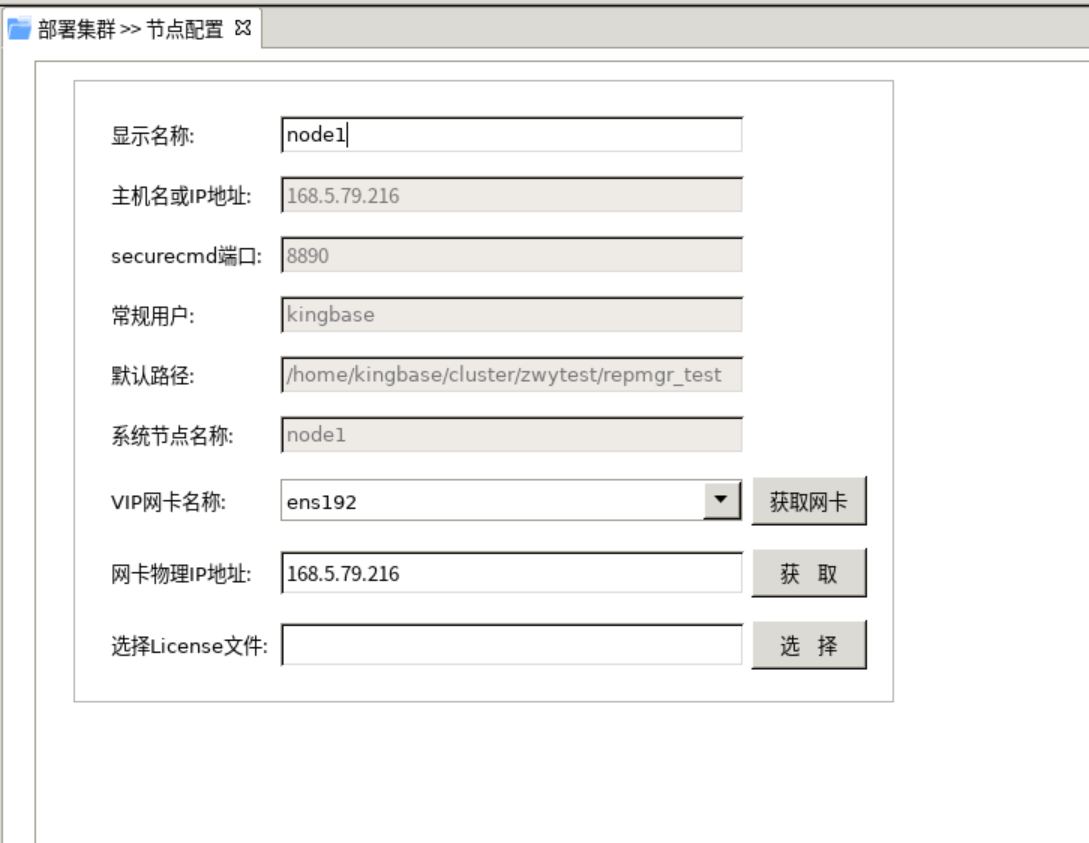 部署集群 >> 节点配置
显示名称: node1
主机名或IP地址: 168.5.79.216
securecmd端口: 8890
常规用户: kingbase
默认路径: /home/kingbase/cluster/zwytest/repmgr_test
系统节点名称: node1
VIP网卡名称: ens192 获取网卡
网卡物理IP地址: 168.5.79.216 获 取
选择License文件: 选 择